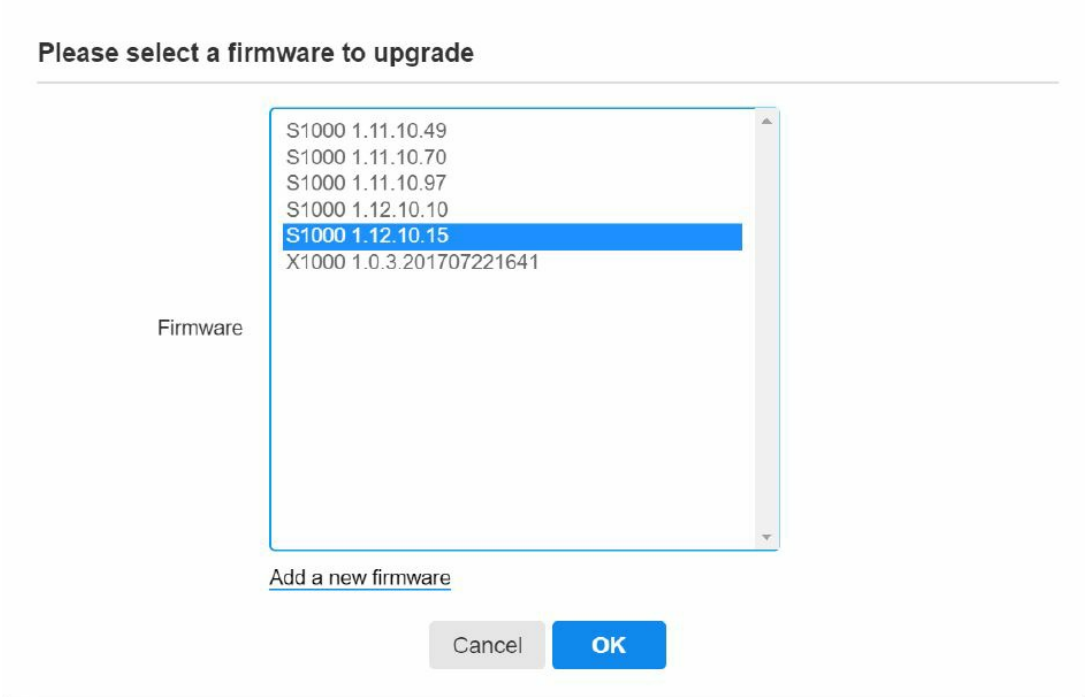 Please select a firmware to upgrade
S1000 1.11.10.49
S1000 1.11.10.70
S1000 1.11.10.97
S1000 1.12.10.10
S1000 1.12.10.15
X1000 1.0.3.201707221641
Firmware
Add a new firmware
Cancel OK